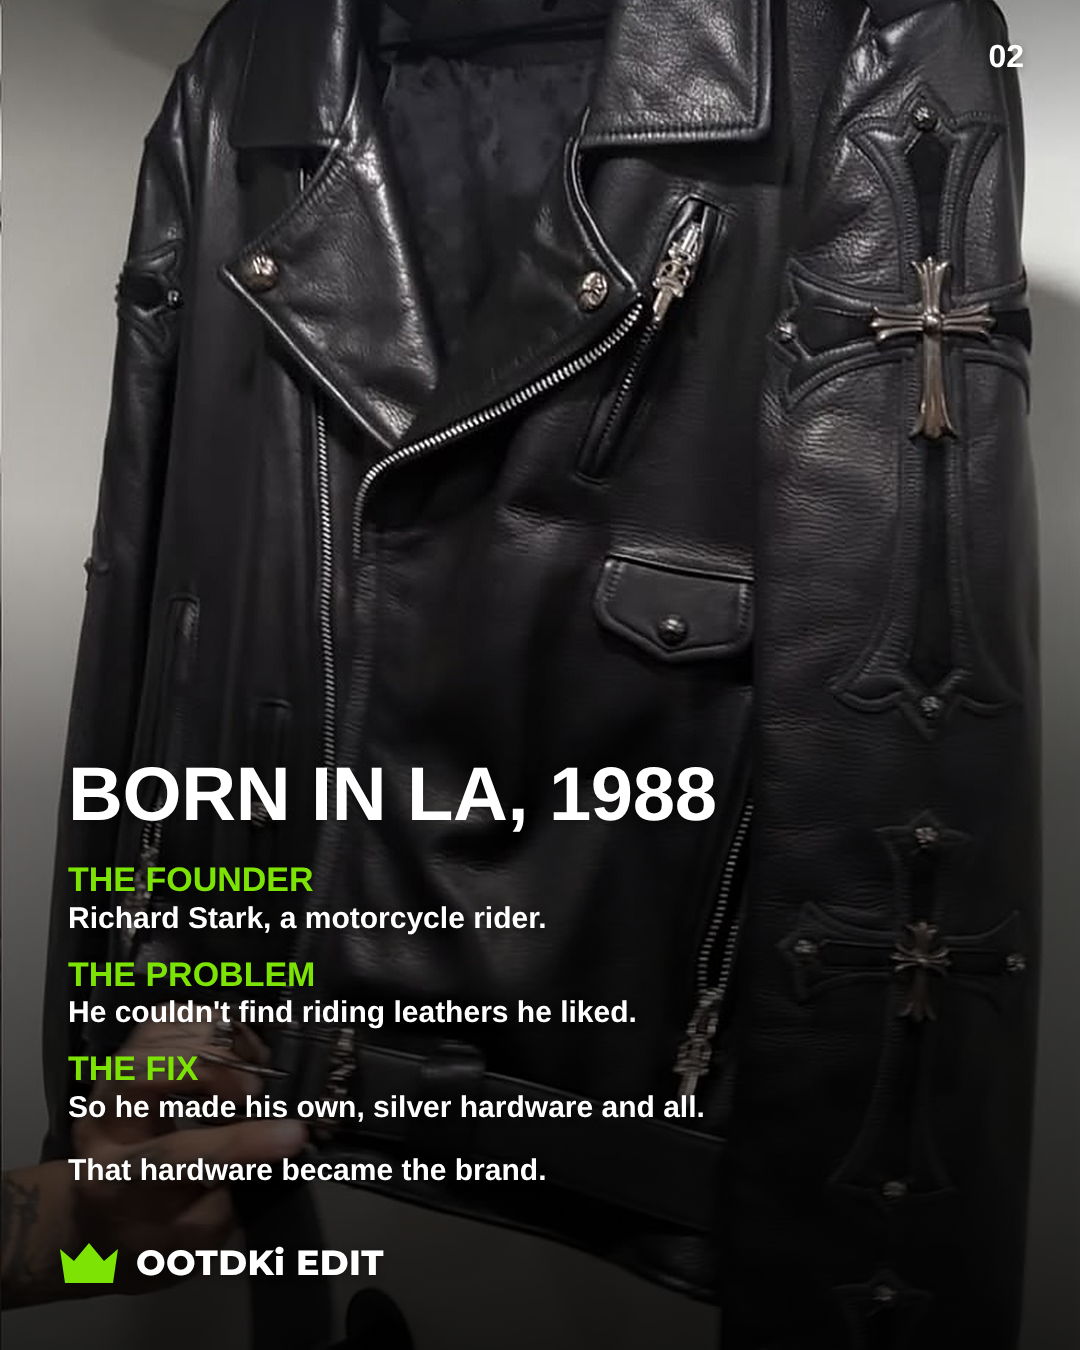 02
BORN IN LA, 1988
THE FOUNDER
Richard Stark, a motorcycle rider.
THE PROBLEM
He couldn't find riding leathers he liked.
THE FIX
So he made his own, silver hardware and all.
That hardware became the brand.
OOTDKi EDIT